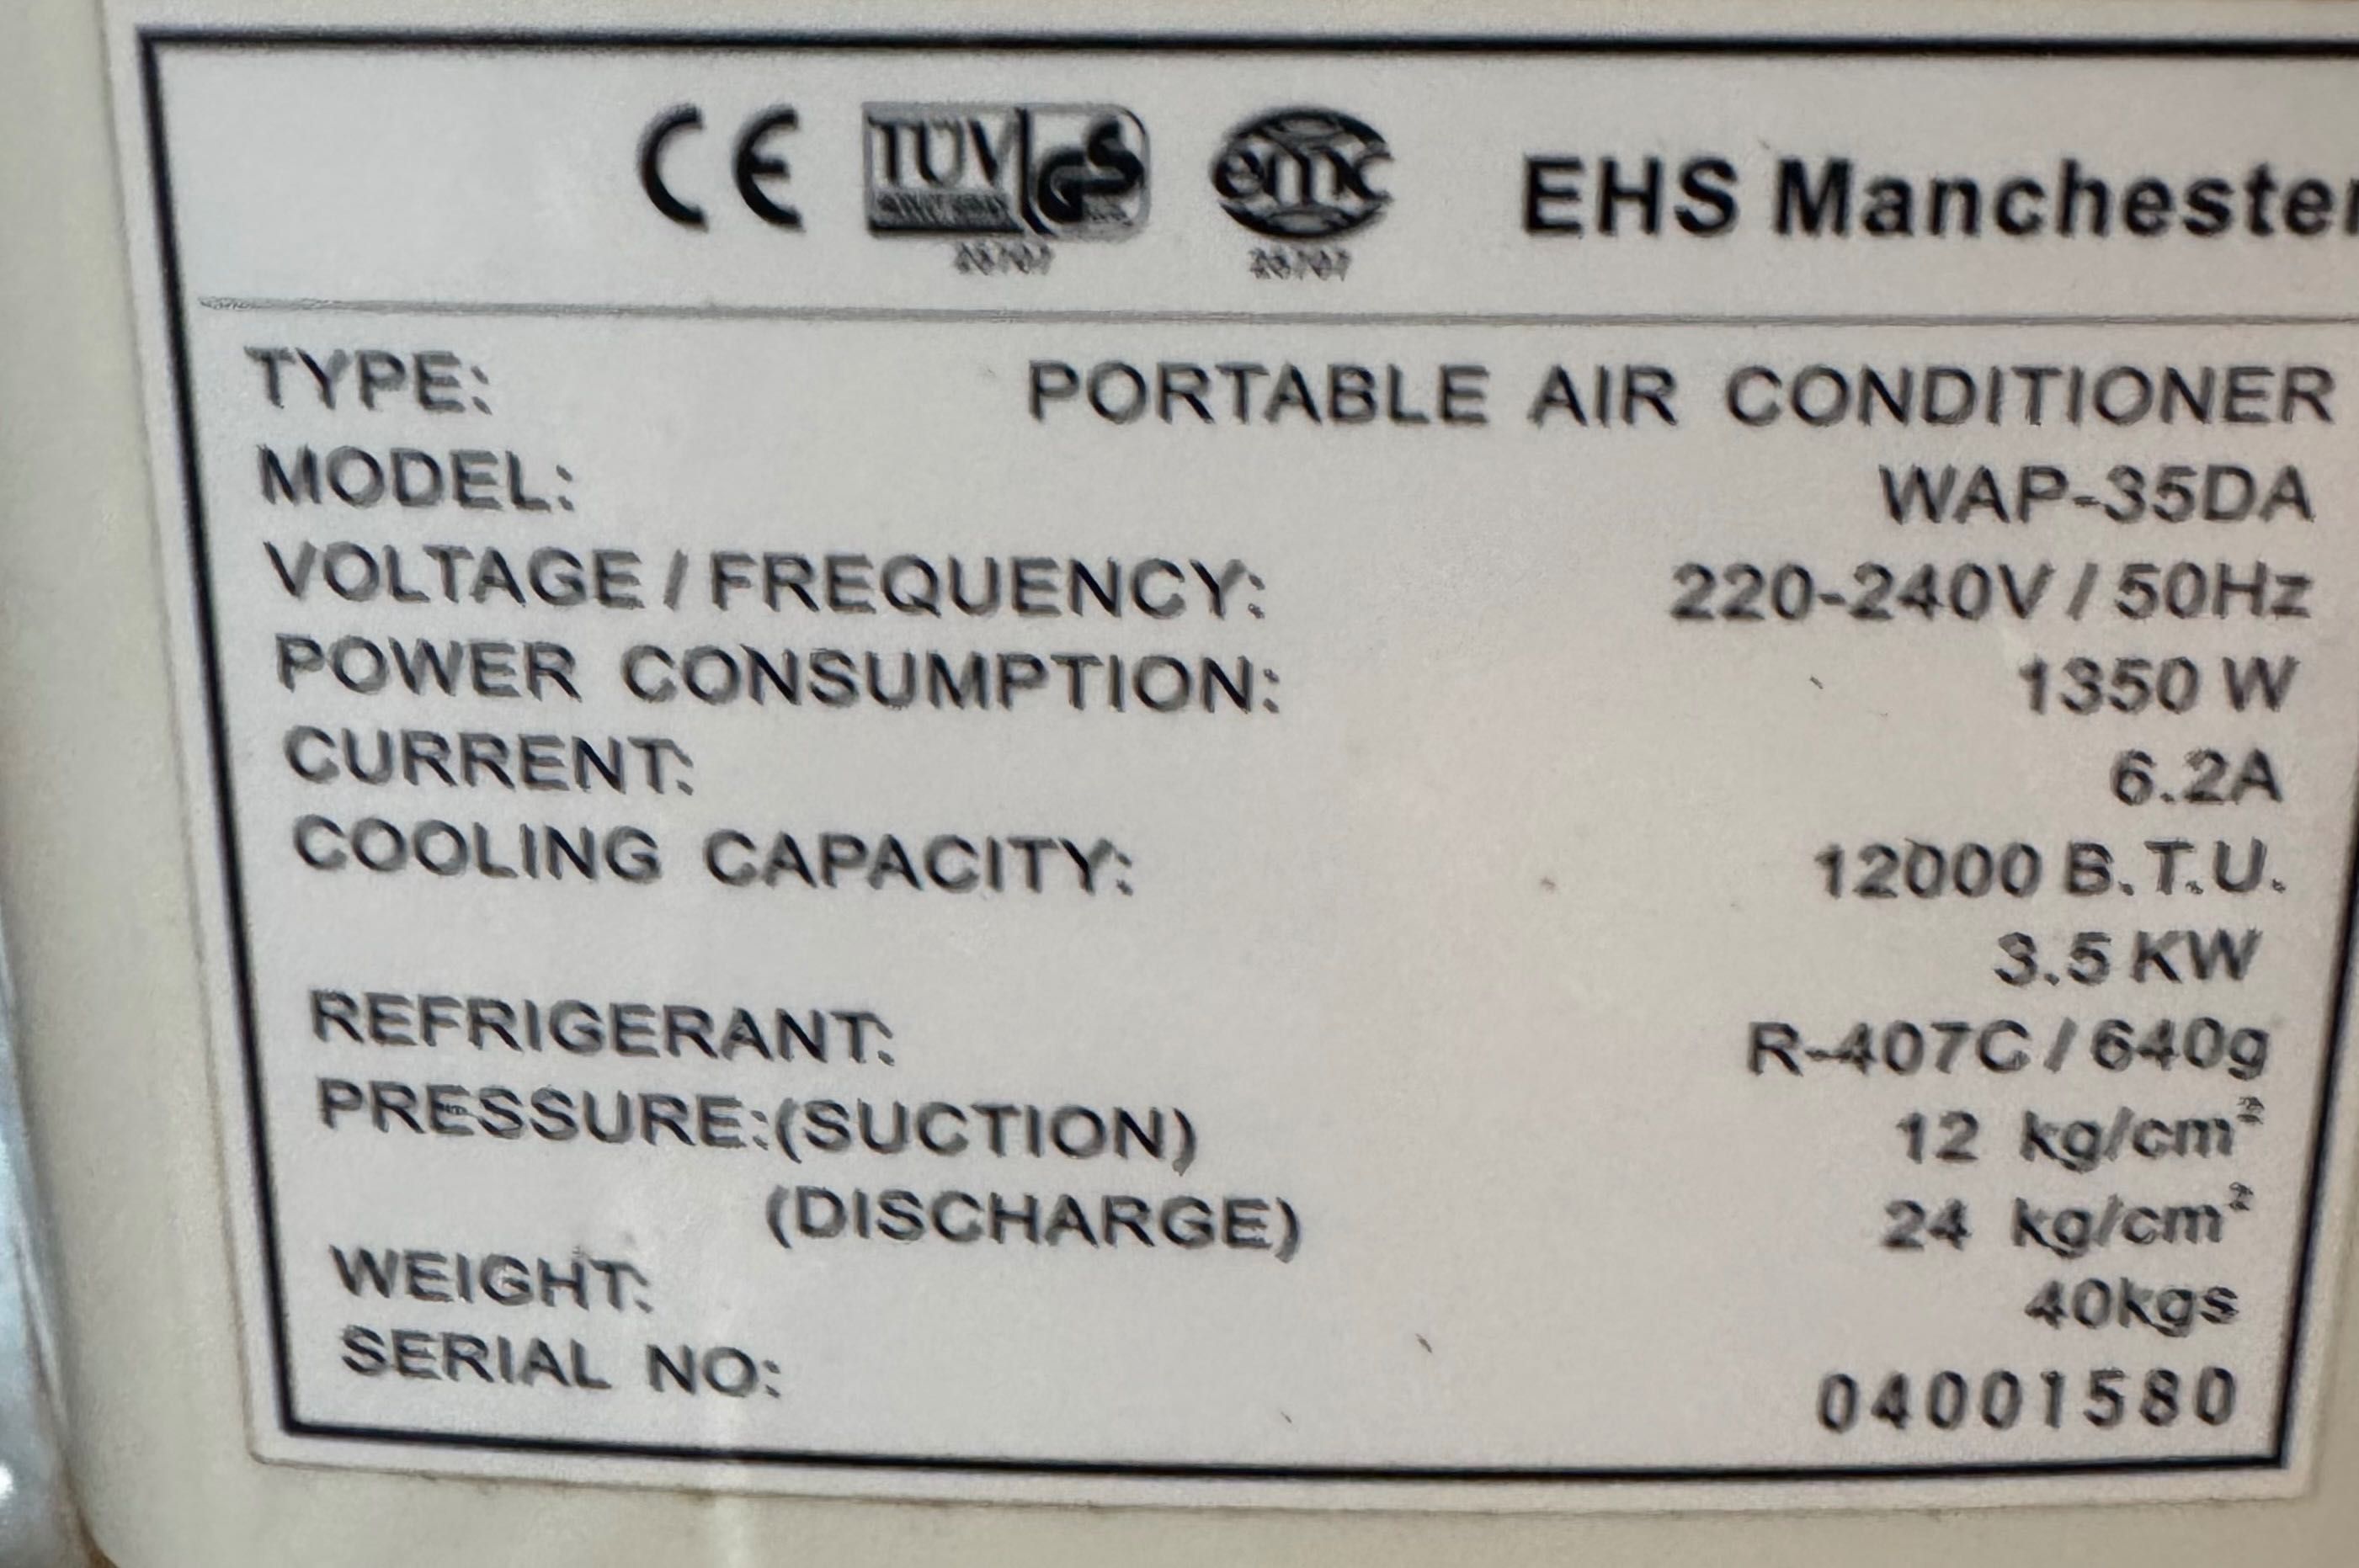 CE TÜV GS emc EHS Manchester
TYPE: PORTABLE AIR CONDITIONER
MODEL: WAP-35DA
VOLTAGE / FREQUENCY: 220-240V / 50Hz
POWER CONSUMPTION: 1350 W
CURRENT: 6.2A
COOLING CAPACITY: 12000 B.T.U.
3.5 KW
REFRIGERANT: R-407C / 640g
PRESSURE:(SUCTION) 12 kg/cm²
(DISCHARGE) 24 kg/cm²
WEIGHT: 40kgs
SERIAL NO: 04001580